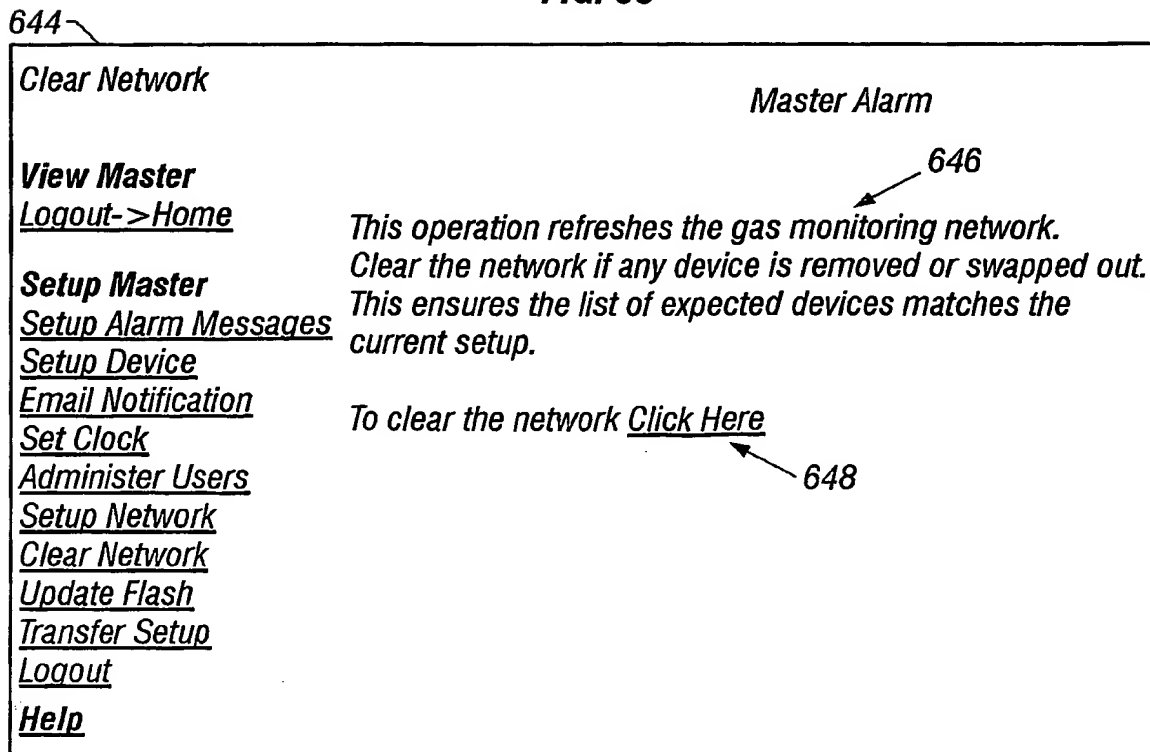 644
Clear Network
Master Alarm
View Master
Logout->Home
646
This operation refreshes the gas monitoring network.
Clear the network if any device is removed or swapped out.
This ensures the list of expected devices matches the
current setup.
Setup Master
Setup Alarm Messages
Setup Device
Email Notification
Set Clock
Administer Users
Setup Network
Clear Network
Update Flash
Transfer Setup
Logout
Help
To clear the network Click Here
648